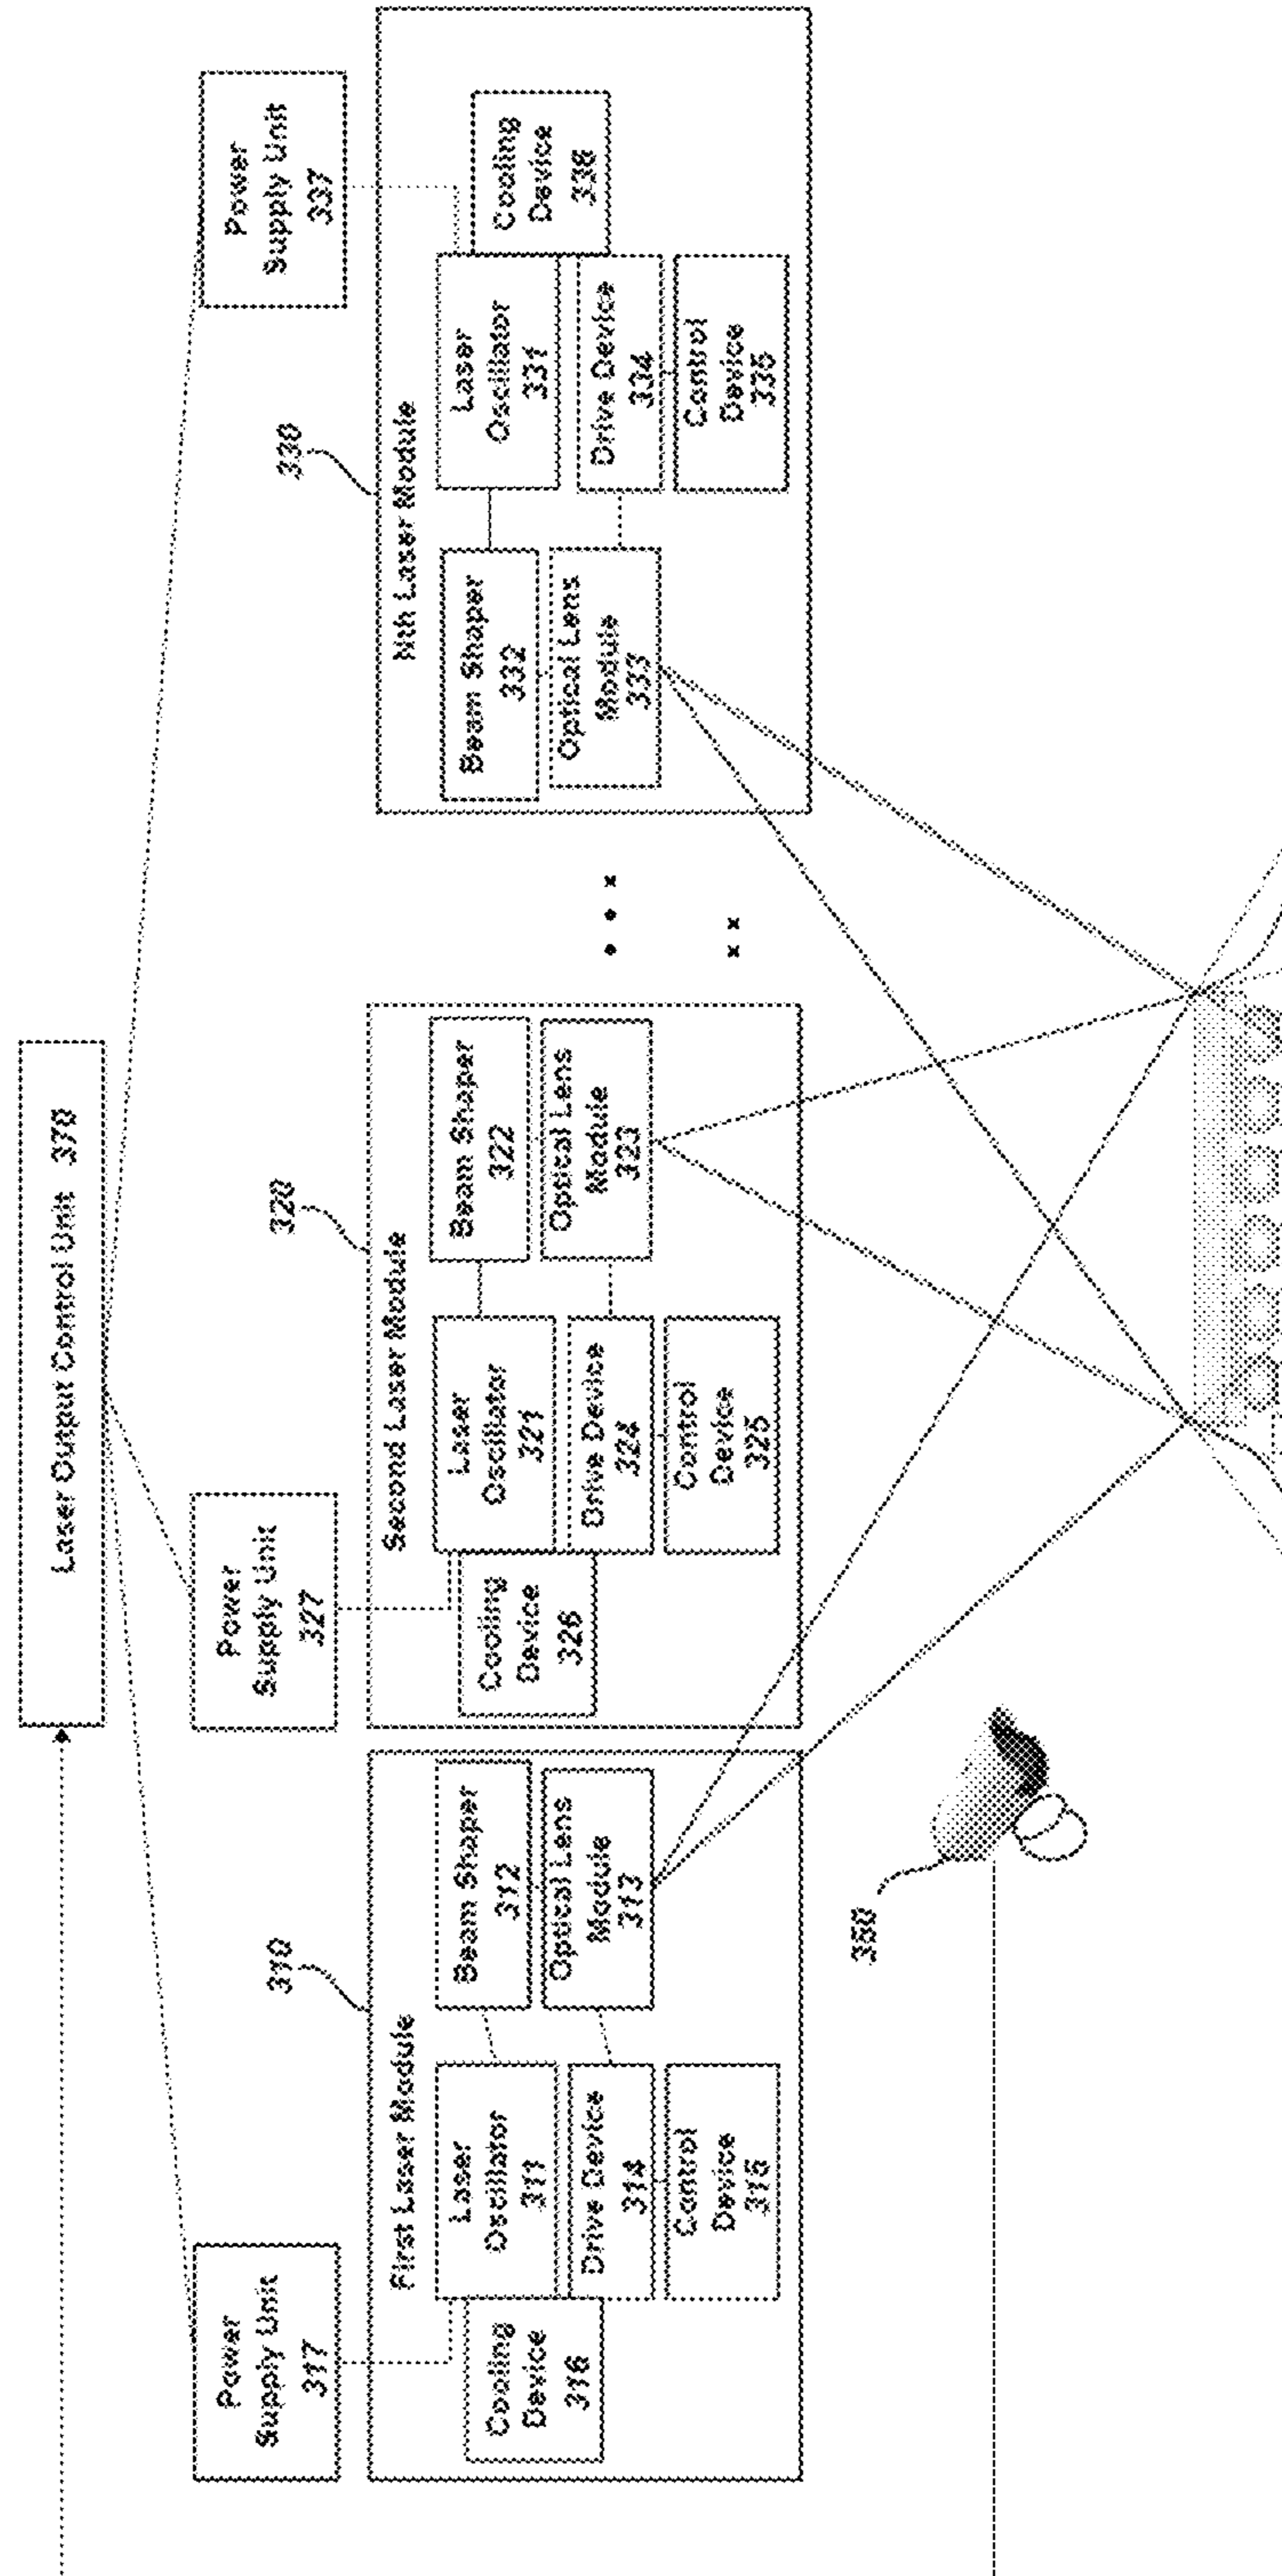 Laser Output Control Unit 370
Power
Supply Unit
317
Power
Supply Unit
327
Power
Supply Unit
337
310
320
330
First Laser Module
Laser
Oscillator
311
Beam Shaper
312
Optical Lens
Module
313
Drive Device
314
Control
Device
315
Cooling
Device
316
Second Laser Module
Laser
Oscillator
321
Beam Shaper
322
Optical Lens
Module
323
Drive Device
324
Control
Device
325
Cooling
Device
326
Nth Laser Module
Beam Shaper
332
Laser
Oscillator
331
Optical Lens
Module
333
Drive Device
334
Control
Device
335
Cooling
Device
336
350